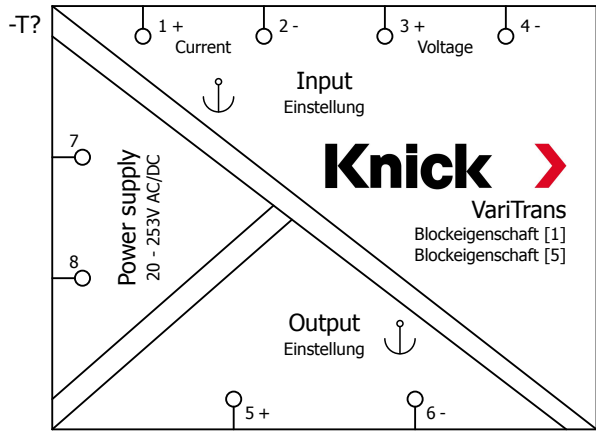 -T?
1 + 2 - 3 + 4 -
Current Voltage
Input
Einstellung
7
8
Power supply
20 - 253V AC/DC
Knick
VariTrans
Blockeigenschaft [1]
Blockeigenschaft [5]
Output
Einstellung
5 + 6 -